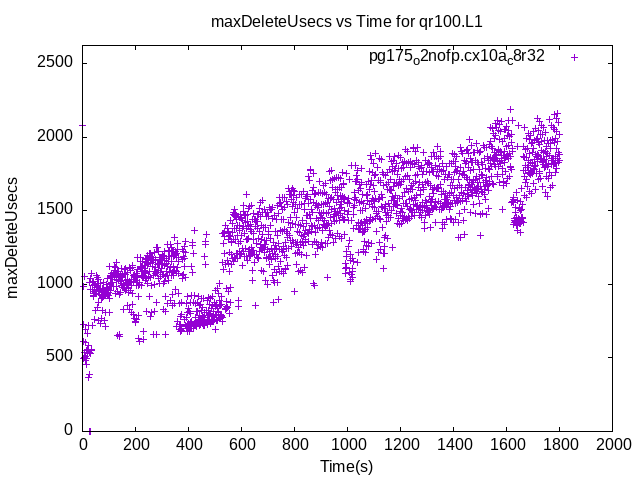 maxDeleteUsecs vs Time for qr100.L1
pg175o2nofp.cx10ac8r32
maxDeleteUsecs
2500
2000
1500
1000
500
0
0 200 400 600 800 1000 1200 1400 1600 1800 2000
Time(s)